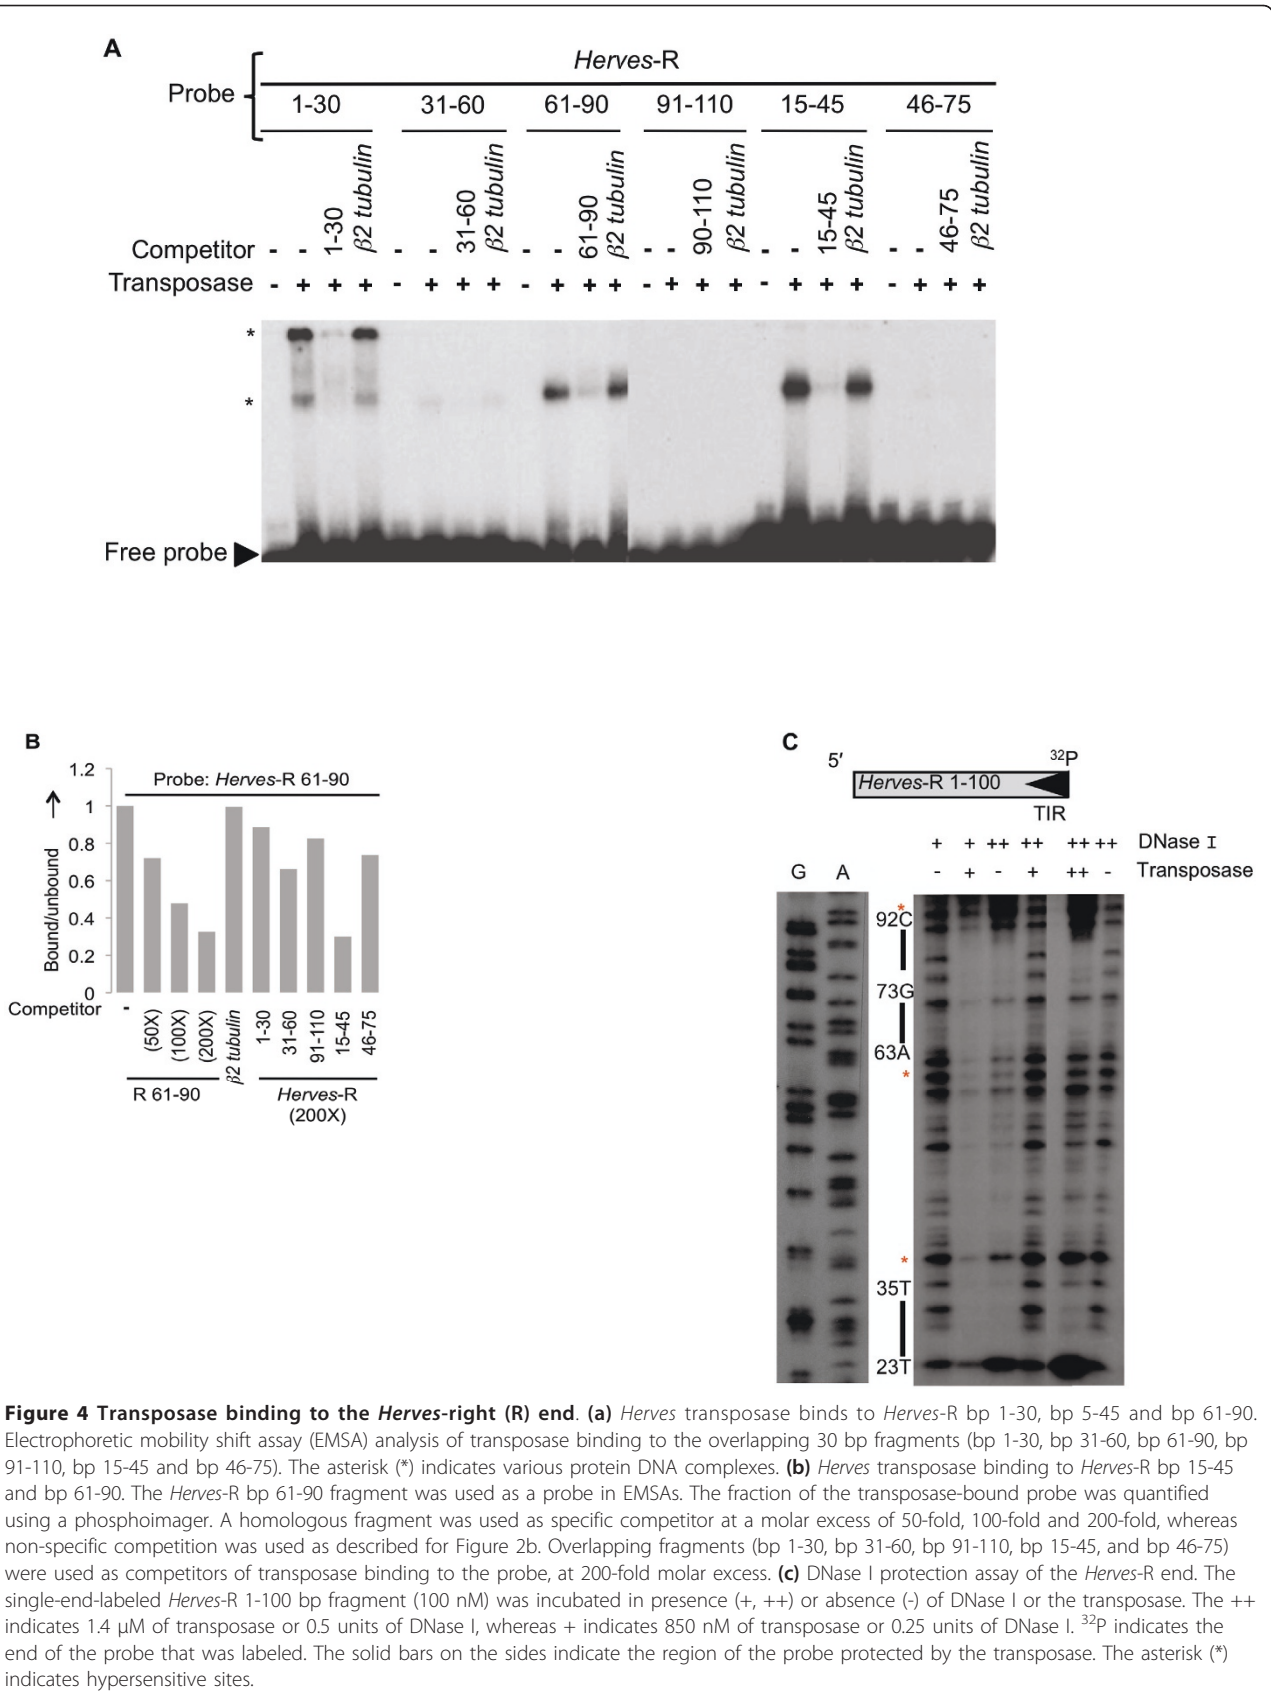 A
Herves-R
Probe
1-30 31-60 61-90 91-110 15-45 46-75
Competitor - - 1-30 β2 tubulin - - 31-60 β2 tubulin - - 61-90 β2 tubulin - - 90-110 β2 tubulin - - 15-45 β2 tubulin - - 46-75 β2 tubulin
Transposase - + + + - + + + - + + + - + + + - + + + - + + +
*
*
Free probe
B
Probe: Herves-R 61-90
1.2
1
0.8
0.6
0.4
0.2
0
Bound/unbound
Competitor - (50X) (100X) (200X) β2 tubulin 1-30 31-60 91-110 15-45 46-75
R 61-90 Herves-R
(200X)
C
5′ 32P
Herves-R 1-100
TIR
+ + ++ ++ ++ ++ DNase I
G A - + - + ++ - Transposase
*
92C
73G
63A
*
*
35T
23T
Figure 4 Transposase binding to the Herves-right (R) end. (a) Herves transposase binds to Herves-R bp 1-30, bp 5-45 and bp 61-90.
Electrophoretic mobility shift assay (EMSA) analysis of transposase binding to the overlapping 30 bp fragments (bp 1-30, bp 31-60, bp 61-90, bp
91-110, bp 15-45 and bp 46-75). The asterisk (*) indicates various protein DNA complexes. (b) Herves transposase binding to Herves-R bp 15-45
and bp 61-90. The Herves-R bp 61-90 fragment was used as a probe in EMSAs. The fraction of the transposase-bound probe was quantified
using a phosphoimager. A homologous fragment was used as specific competitor at a molar excess of 50-fold, 100-fold and 200-fold, whereas
non-specific competition was used as described for Figure 2b. Overlapping fragments (bp 1-30, bp 31-60, bp 91-110, bp 15-45, and bp 46-75)
were used as competitors of transposase binding to the probe, at 200-fold molar excess. (c) DNase I protection assay of the Herves-R end. The
single-end-labeled Herves-R 1-100 bp fragment (100 nM) was incubated in presence (+, ++) or absence (-) of DNase I or the transposase. The ++
indicates 1.4 μM of transposase or 0.5 units of DNase I, whereas + indicates 850 nM of transposase or 0.25 units of DNase I. 32P indicates the
end of the probe that was labeled. The solid bars on the sides indicate the region of the probe protected by the transposase. The asterisk (*)
indicates hypersensitive sites.